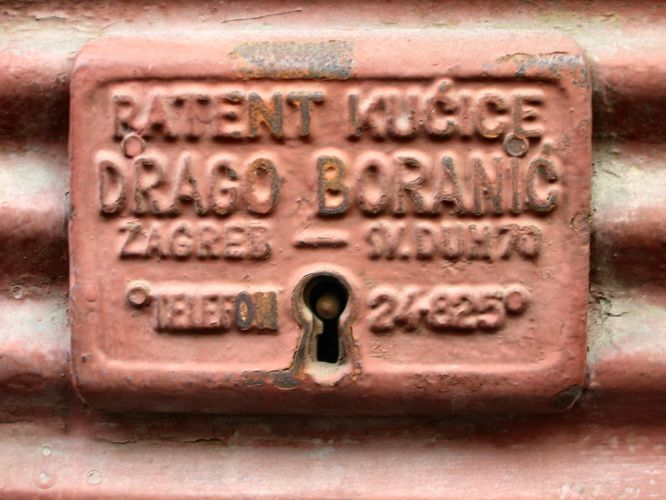 PATENT KUĆICE
DRAGO BORANIĆ
ZAGREB — SV. DUH 70
TELEFON 24-825